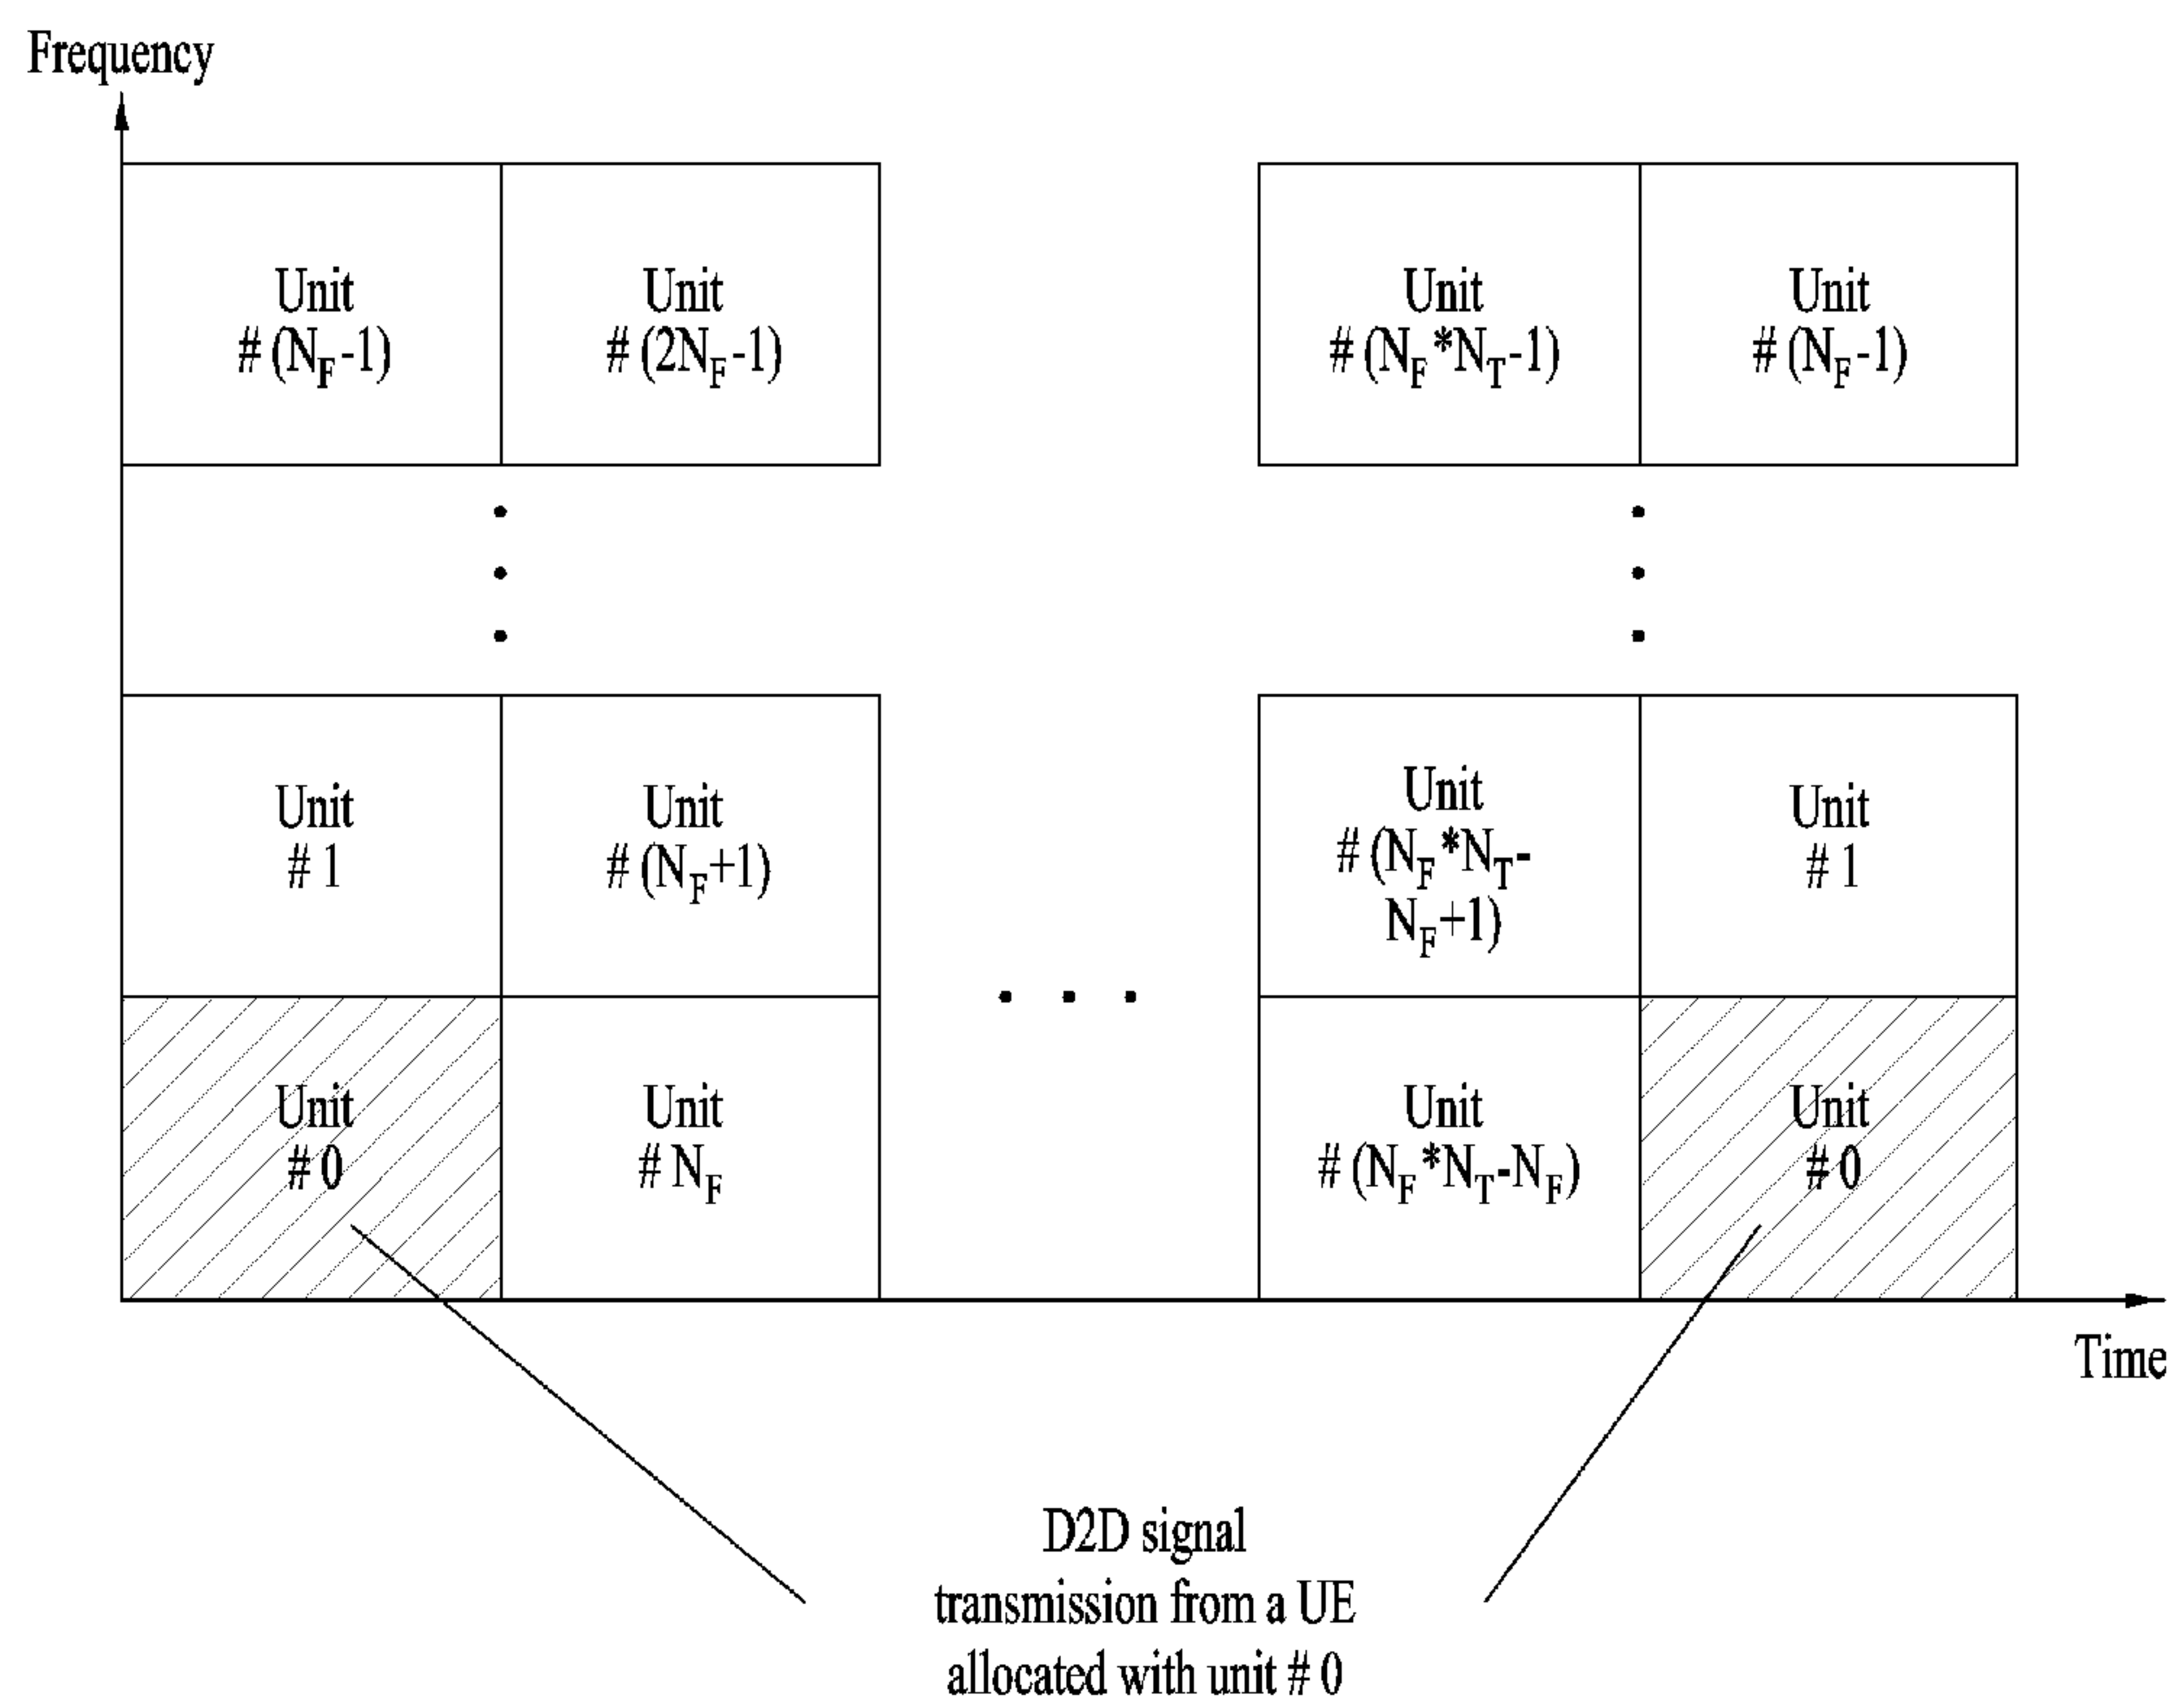 Frequency
Unit
# (N_F-1)
Unit
# (2N_F-1)
Unit
# (N_F*N_T-1)
Unit
# (N_F-1)
Unit
# 1
Unit
# (N_F+1)
Unit
# (N_F*N_T-
N_F+1)
Unit
# 1
Unit
# 0
Unit
# N_F
Unit
# (N_F*N_T-N_F)
Unit
# 0
Time
D2D signal
transmission from a UE
allocated with unit # 0